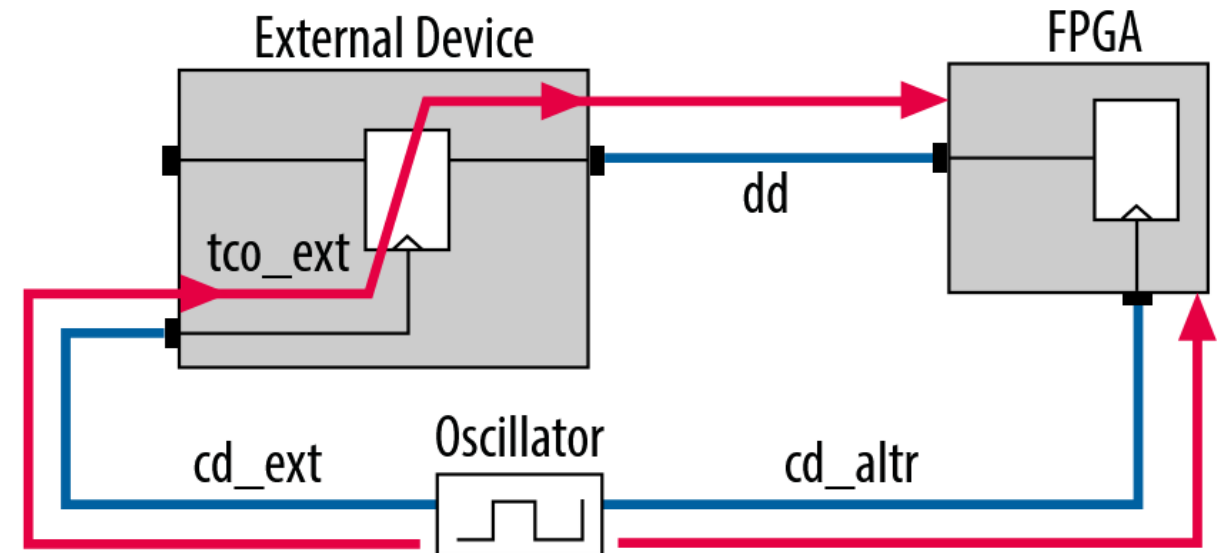 External Device
FPGA
dd
tco_ext
Oscillator
cd_ext
cd_altr